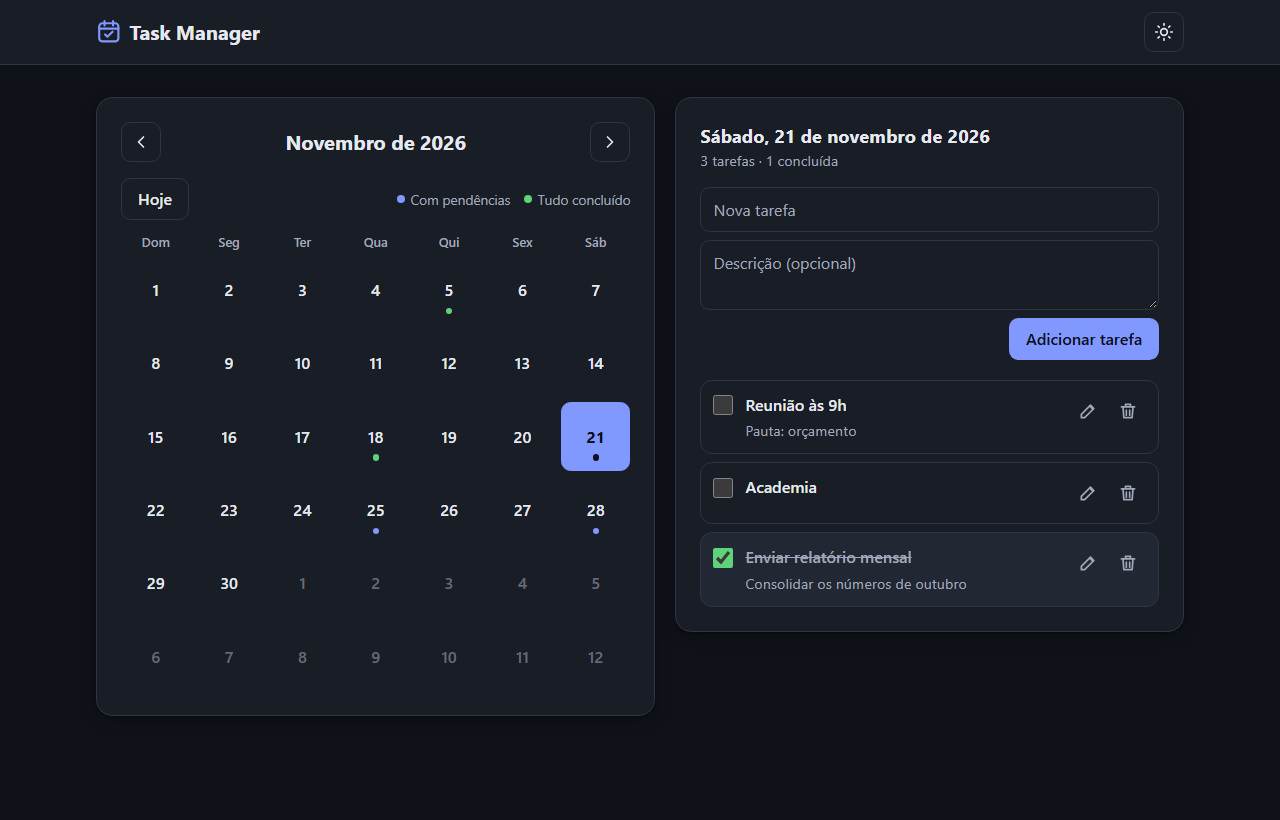 Task Manager
Novembro de 2026
Hoje
Com pendências
Tudo concluído
Dom Seg Ter Qua Qui Sex Sáb
1 2 3 4 5 6 7
8 9 10 11 12 13 14
15 16 17 18 19 20 21
22 23 24 25 26 27 28
29 30 1 2 3 4 5
6 7 8 9 10 11 12
Sábado, 21 de novembro de 2026
3 tarefas · 1 concluída
Nova tarefa
Descrição (opcional)
Adicionar tarefa
Reunião às 9h
Pauta: orçamento
Academia
Enviar relatório mensal
Consolidar os números de outubro